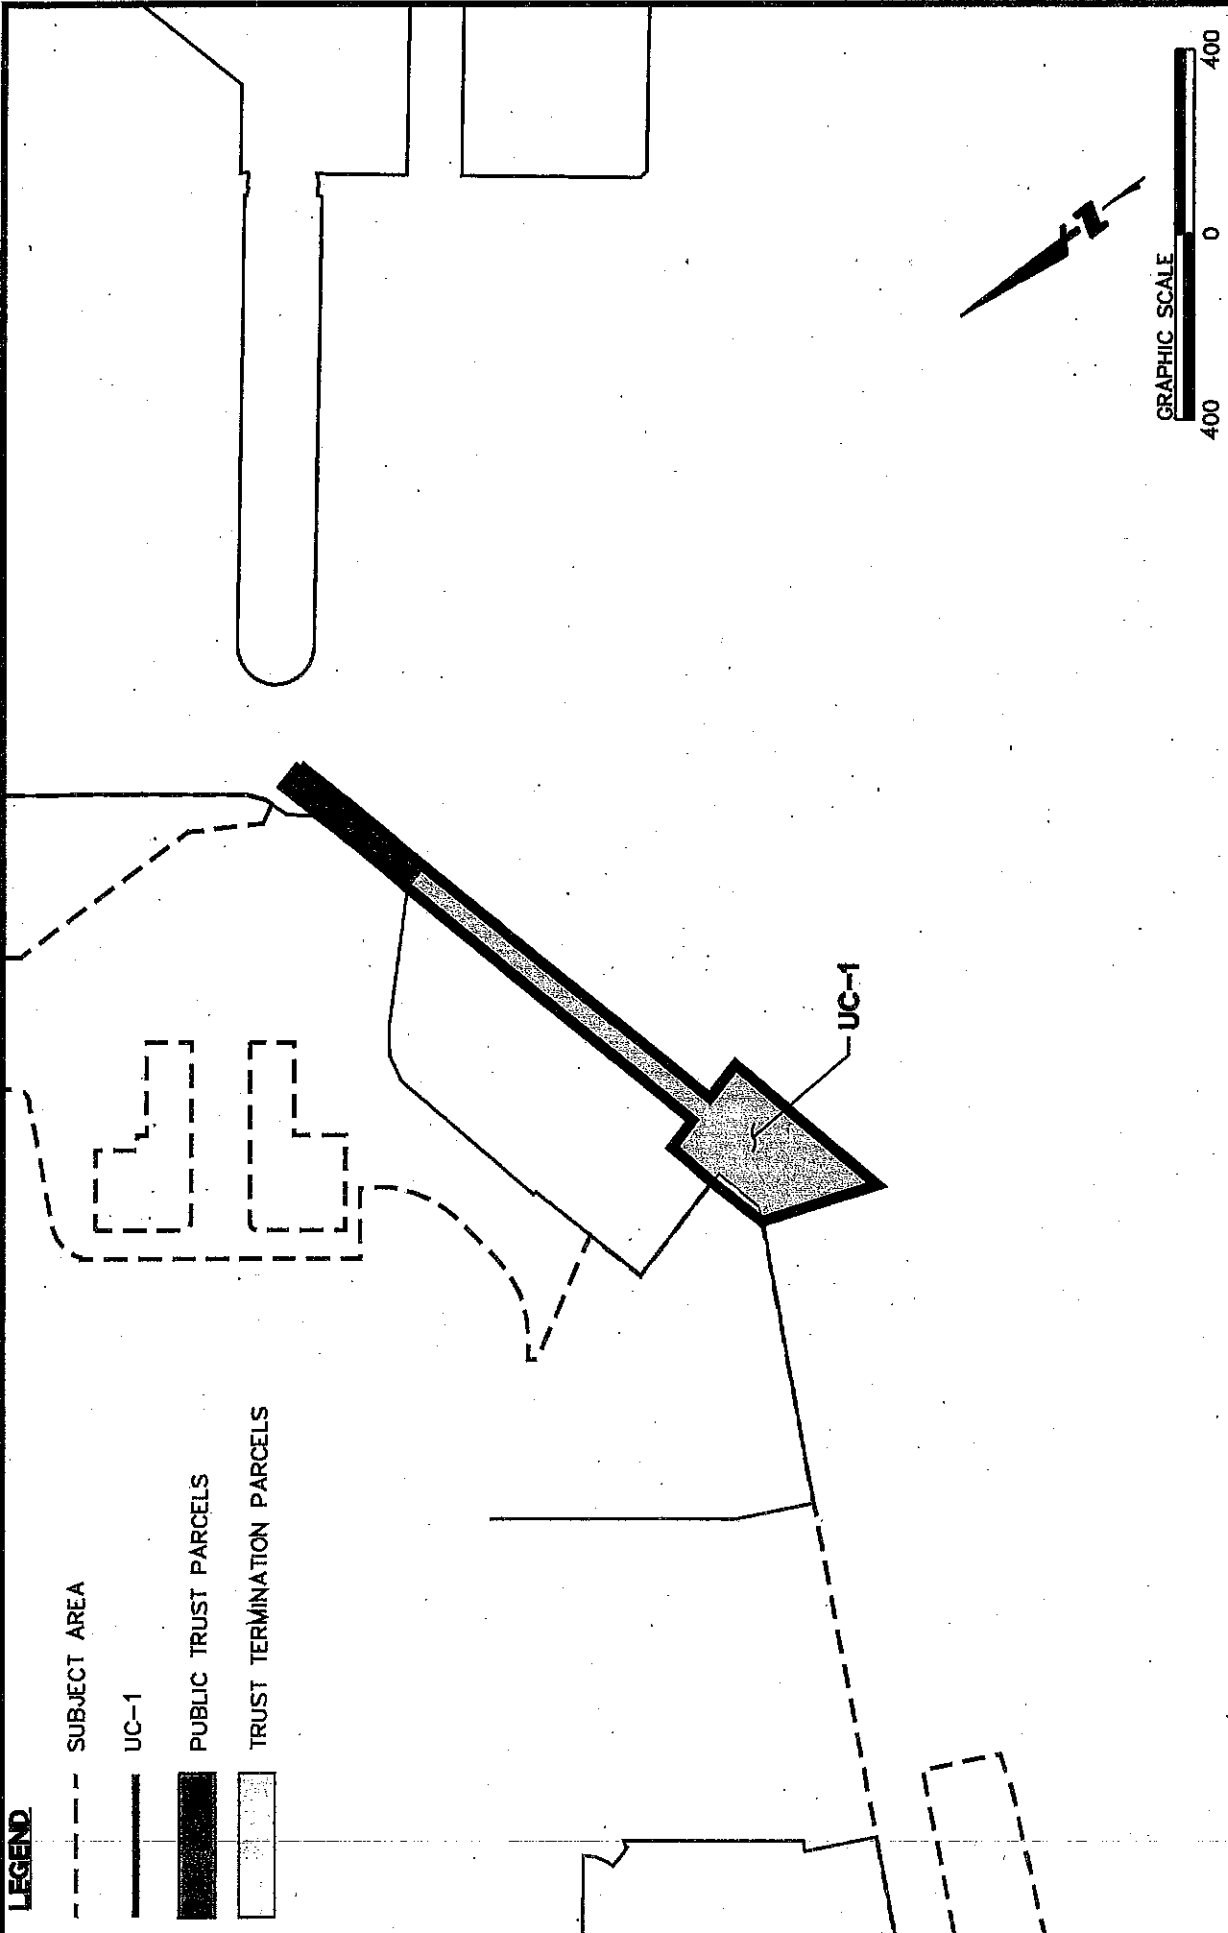 LEGEND
SUBJECT AREA
UC-1
PUBLIC TRUST PARCELS
TRUST TERMINATION PARCELS
UC-1
N
GRAPHIC SCALE
400 0 400